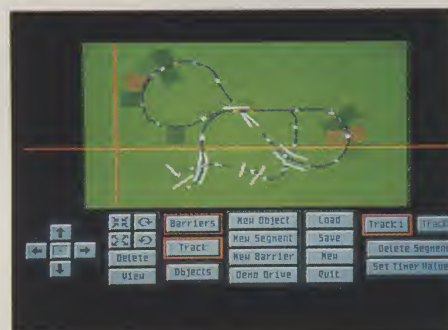 Barriers New Object Load Track1 Track
New Segment Save
Track Delete Segment
Delete New Barrier New Set Timer Value
View Objects Demo Drive Quit